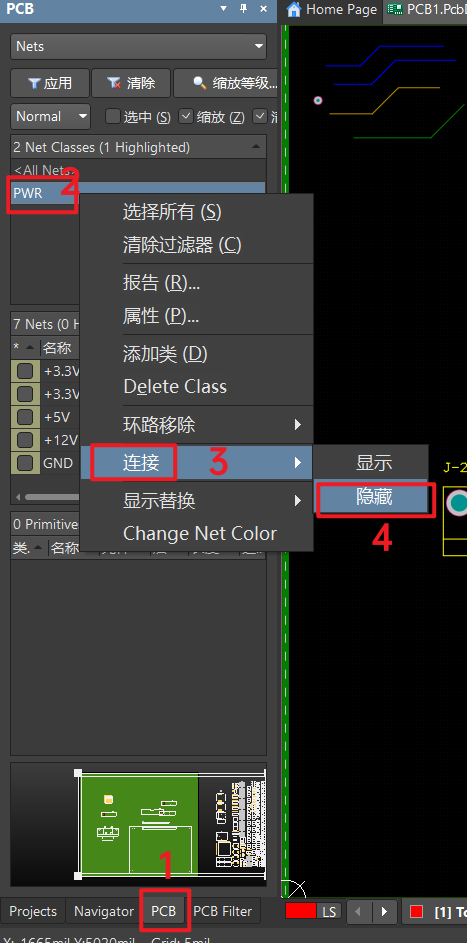 PCB
Home Page
PCB1.Pcb
Nets
应用
清除
缩放等级...
Normal
选中 (S)
缩放 (Z)
2 Net Classes (1 Highlighted)
<All Nets>
2
PWR
选择所有 (S)
清除过滤器 (C)
报告 (R)...
属性 (P)...
添加类 (D)
Delete Class
环路移除
连接
3
显示替换
Change Net Color
显示
隐藏
4
7 Nets (0 H
* 名称
+3.3V
+3.3V
+5V
+12V
GND
J-2
0 Primitive
类. 名称
1
Projects
Navigator
PCB
PCB Filter
LS
[1] To
X:-1665mil Y:5020mil Grid: 5mil